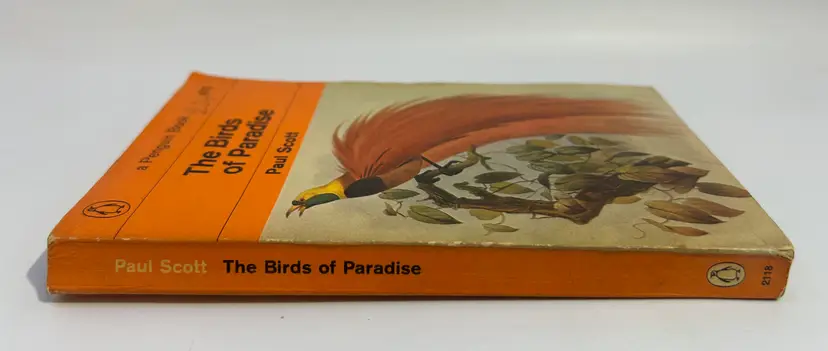 a Penguin Book
The Birds
of Paradise
Paul Scott
Paul Scott The Birds of Paradise
2118